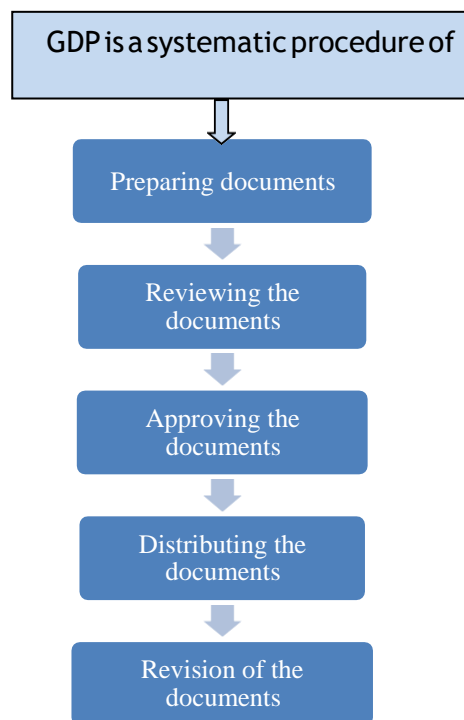 GDP is a systematic procedure of
Preparing documents
Reviewing the
documents
Approving the
documents
Distributing the
documents
Revision of the
documents